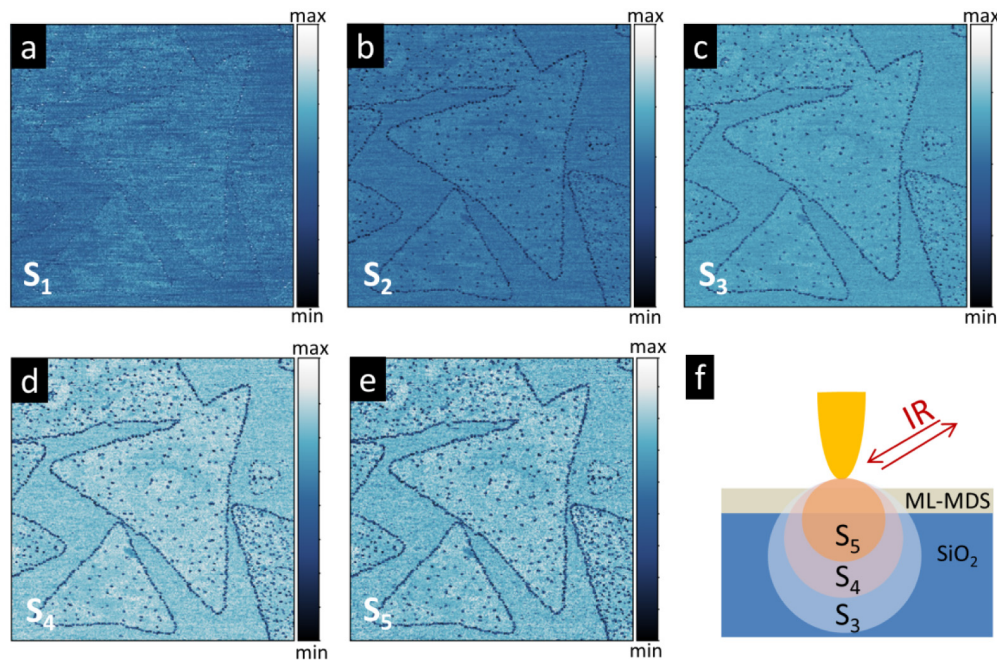 a
max
S₁
min
b
max
S₂
min
c
max
S₃
min
d
max
S₄
min
e
max
S₅
min
f
IR
ML-MDS
S₅
SiO₂
S₄
S₃